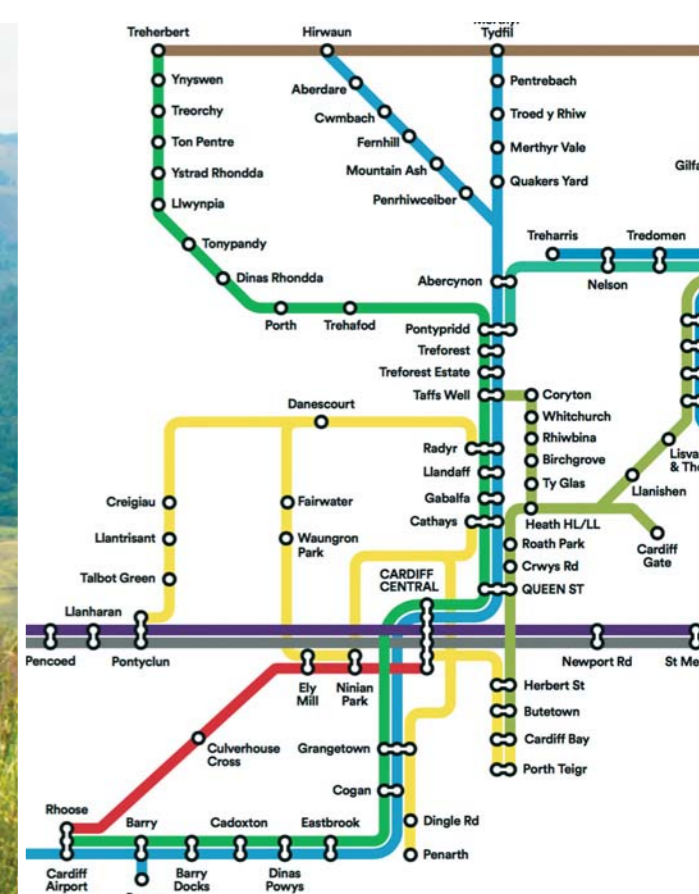 Treherbert
Hirwaun
Tydfil
Ynyswen
Treorchy
Ton Pentre
Ystrad Rhondda
Llwynpia
Tonypandy
Dinas Rhondda
Porth
Trehafod
Aberdare
Cwmbach
Fernhill
Mountain Ash
Penrhiwceiber
Pentrebach
Troed y Rhiw
Merthyr Vale
Quakers Yard
Gilfa
Treharris
Tredomen
Nelson
Abercynon
Pontypridd
Treforest
Treforest Estate
Taffs Well
Coryton
Whitchurch
Rhiwbina
Birchgrove
Ty Glas
Heath HL/LL
Lisva
& Tho
Llanishen
Cardiff
Gate
Danescourt
Radyr
Llandaff
Gabalfa
Cathays
Creigiau
Llantrisant
Talbot Green
Llanharan
Fairwater
Waungron
Park
CARDIFF
CENTRAL
Roath Park
Crwys Rd
QUEEN ST
Pencoed
Pontyclun
Newport Rd
St Me
Ely
Mill
Ninian
Park
Herbert St
Butetown
Cardiff Bay
Porth Teigr
Culverhouse
Cross
Grangetown
Cogan
Dingle Rd
Penarth
Rhoose
Barry
Cadoxton
Eastbrook
Cardiff
Airport
Barry
Docks
Dinas
Powys